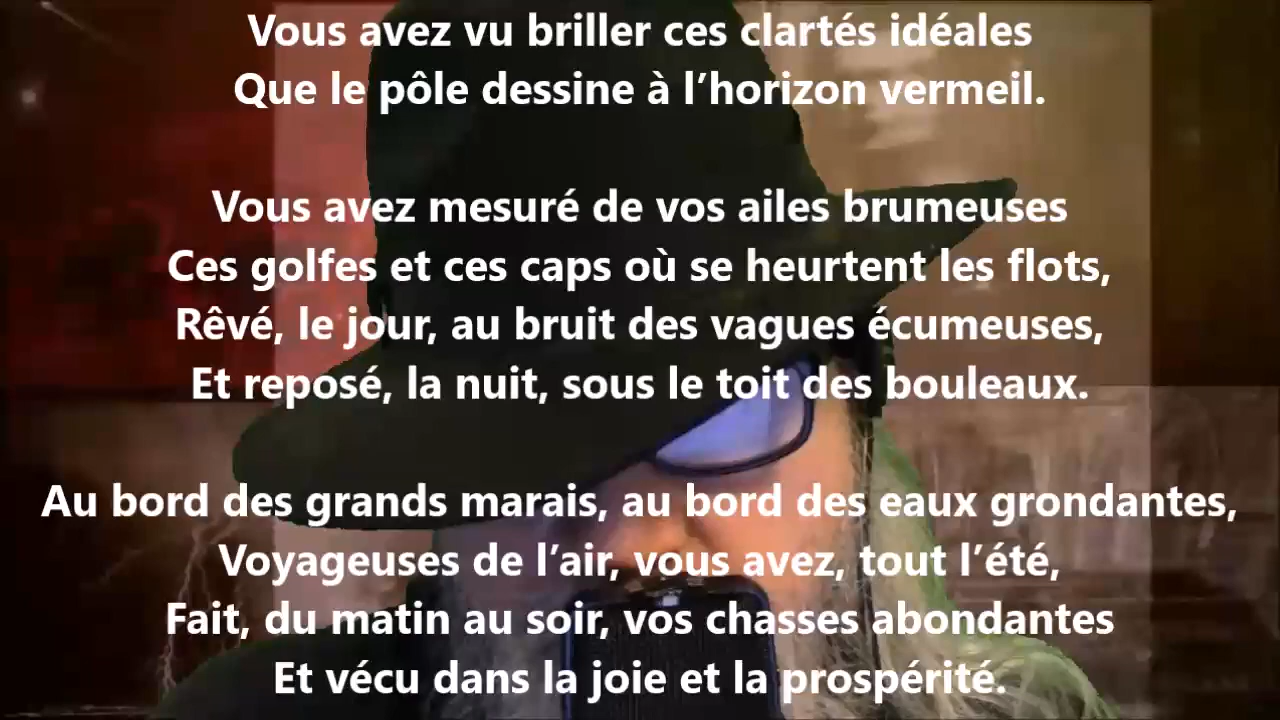 Vous avez vu briller ces clartés idéales
Que le pôle dessine à l’horizon vermeil.
Vous avez mesuré de vos ailes brumeuses
Ces golfes et ces caps où se heurtent les flots,
Rêvé, le jour, au bruit des vagues écumeuses,
Et reposé, la nuit, sous le toit des bouleaux.
Au bord des grands marais, au bord des eaux grondantes,
Voyageuses de l’air, vous avez, tout l’été,
Fait, du matin au soir, vos chasses abondantes
Et vécu dans la joie et la prospérité.